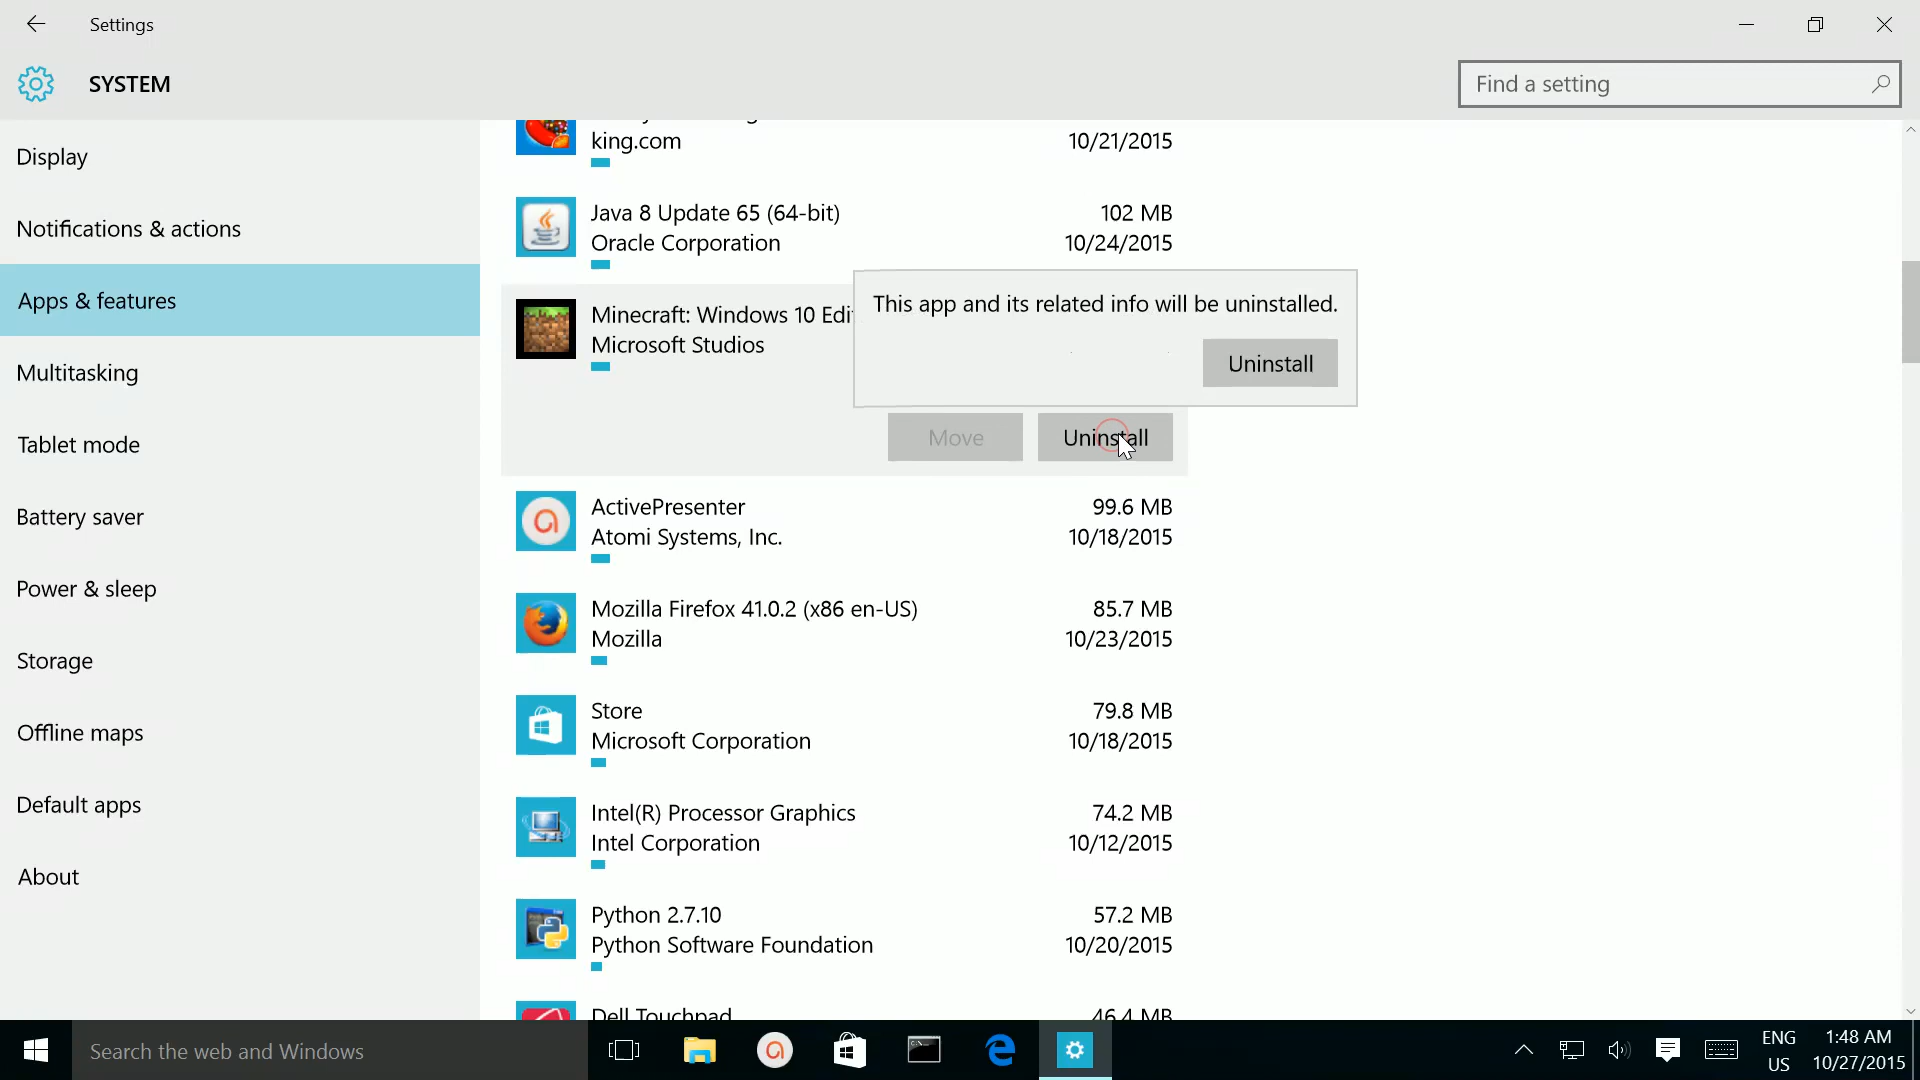 Settings
SYSTEM
Find a setting
Display
Notifications & actions
Apps & features
Multitasking
Tablet mode
Battery saver
Power & sleep
Storage
Offline maps
Default apps
About
king.com
10/21/2015
Java 8 Update 65 (64-bit)
102 MB
Oracle Corporation
10/24/2015
Minecraft: Windows 10 Edi
Microsoft Studios
This app and its related info will be uninstalled.
Uninstall
Move
Uninstall
ActivePresenter
99.6 MB
Atomi Systems, Inc.
10/18/2015
Mozilla Firefox 41.0.2 (x86 en-US)
85.7 MB
Mozilla
10/23/2015
Store
79.8 MB
Microsoft Corporation
10/18/2015
Intel(R) Processor Graphics
74.2 MB
Intel Corporation
10/12/2015
Python 2.7.10
57.2 MB
Python Software Foundation
10/20/2015
Dell Touchpad
46.4 MB
Search the web and Windows
ENG
US
1:48 AM
10/27/2015